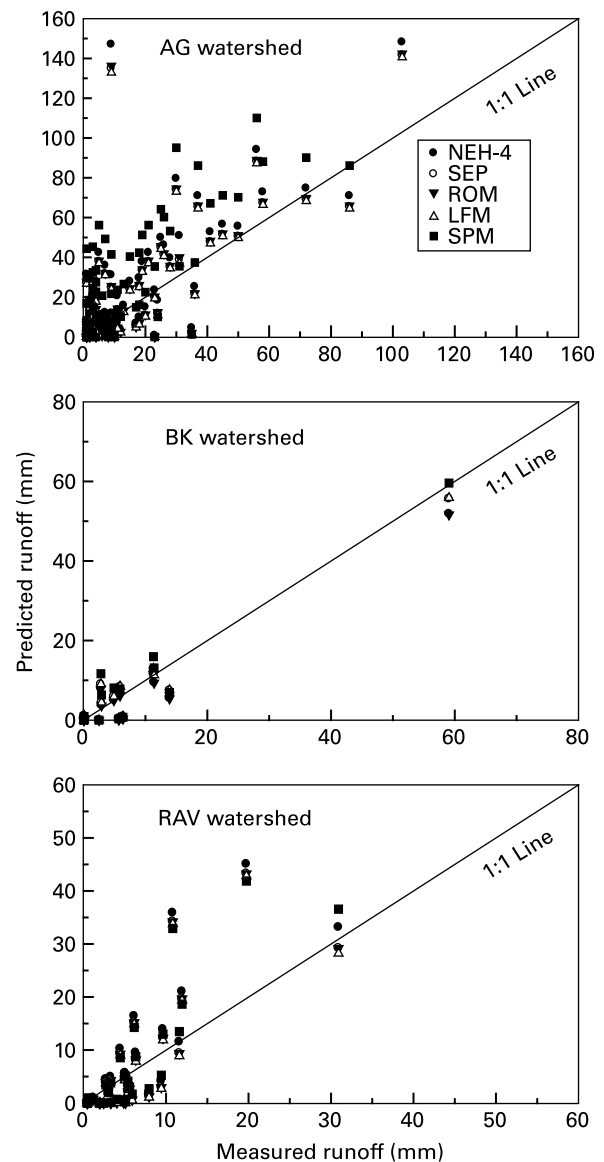 160
140
120
100
80
60
40
20
0
AG watershed
1:1 Line
NEH-4
SEP
ROM
LFM
SPM
0 20 40 60 80 100 120 140 160
80
60
40
20
0
BK watershed
1:1 Line
0 20 40 60 80
Predicted runoff (mm)
60
50
40
30
20
10
0
RAV watershed
1:1 Line
0 10 20 30 40 50 60
Measured runoff (mm)